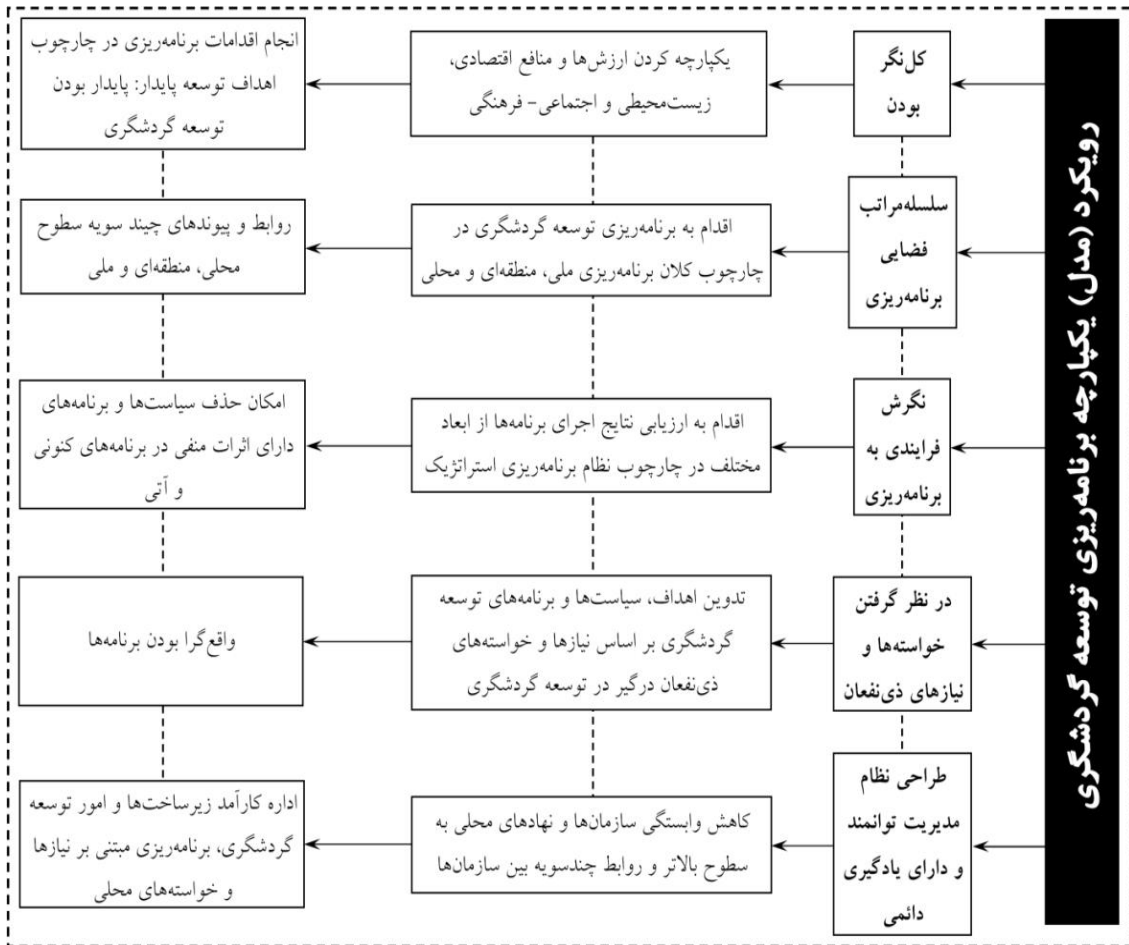 رویکرد (مدل) یکپارچه برنامه‌ریزی توسعه گردشگری
کل‌نگر
بودن
یکپارچه کردن ارزش‌ها و منافع اقتصادی،
زیست‌محیطی و اجتماعی- فرهنگی
انجام اقدامات برنامه‌ریزی در چارچوب
اهداف توسعه پایدار: پایدار بودن
توسعه گردشگری
سلسله‌مراتب
فضایی
برنامه‌ریزی
اقدام به برنامه‌ریزی توسعه گردشگری در
چارچوب کلان برنامه‌ریزی ملی، منطقه‌ای و محلی
روابط و پیوندهای چند سویه سطوح
محلی، منطقه‌ای و ملی
نگرش
فرایندی به
برنامه‌ریزی
اقدام به ارزیابی نتایج اجرای برنامه‌ها از ابعاد
مختلف در چارچوب نظام برنامه‌ریزی استراتژیک
امکان حذف سیاست‌ها و برنامه‌های
دارای اثرات منفی در برنامه‌های کنونی
و آتی
در نظر گرفتن
خواسته‌ها و
نیازهای ذی‌نفعان
تدوین اهداف، سیاست‌ها و برنامه‌های توسعه
گردشگری بر اساس نیازها و خواسته‌های
ذی‌نفعان درگیر در توسعه گردشگری
واقع‌گرا بودن برنامه‌ها
طراحی نظام
مدیریت توانمند
و دارای یادگیری
دائمی
کاهش وابستگی سازمان‌ها و نهادهای محلی به
سطوح بالاتر و روابط چندسویه بین سازمان‌ها
اداره کارآمد زیرساخت‌ها و امور توسعه
گردشگری، برنامه‌ریزی مبتنی بر نیازها
و خواسته‌های محلی